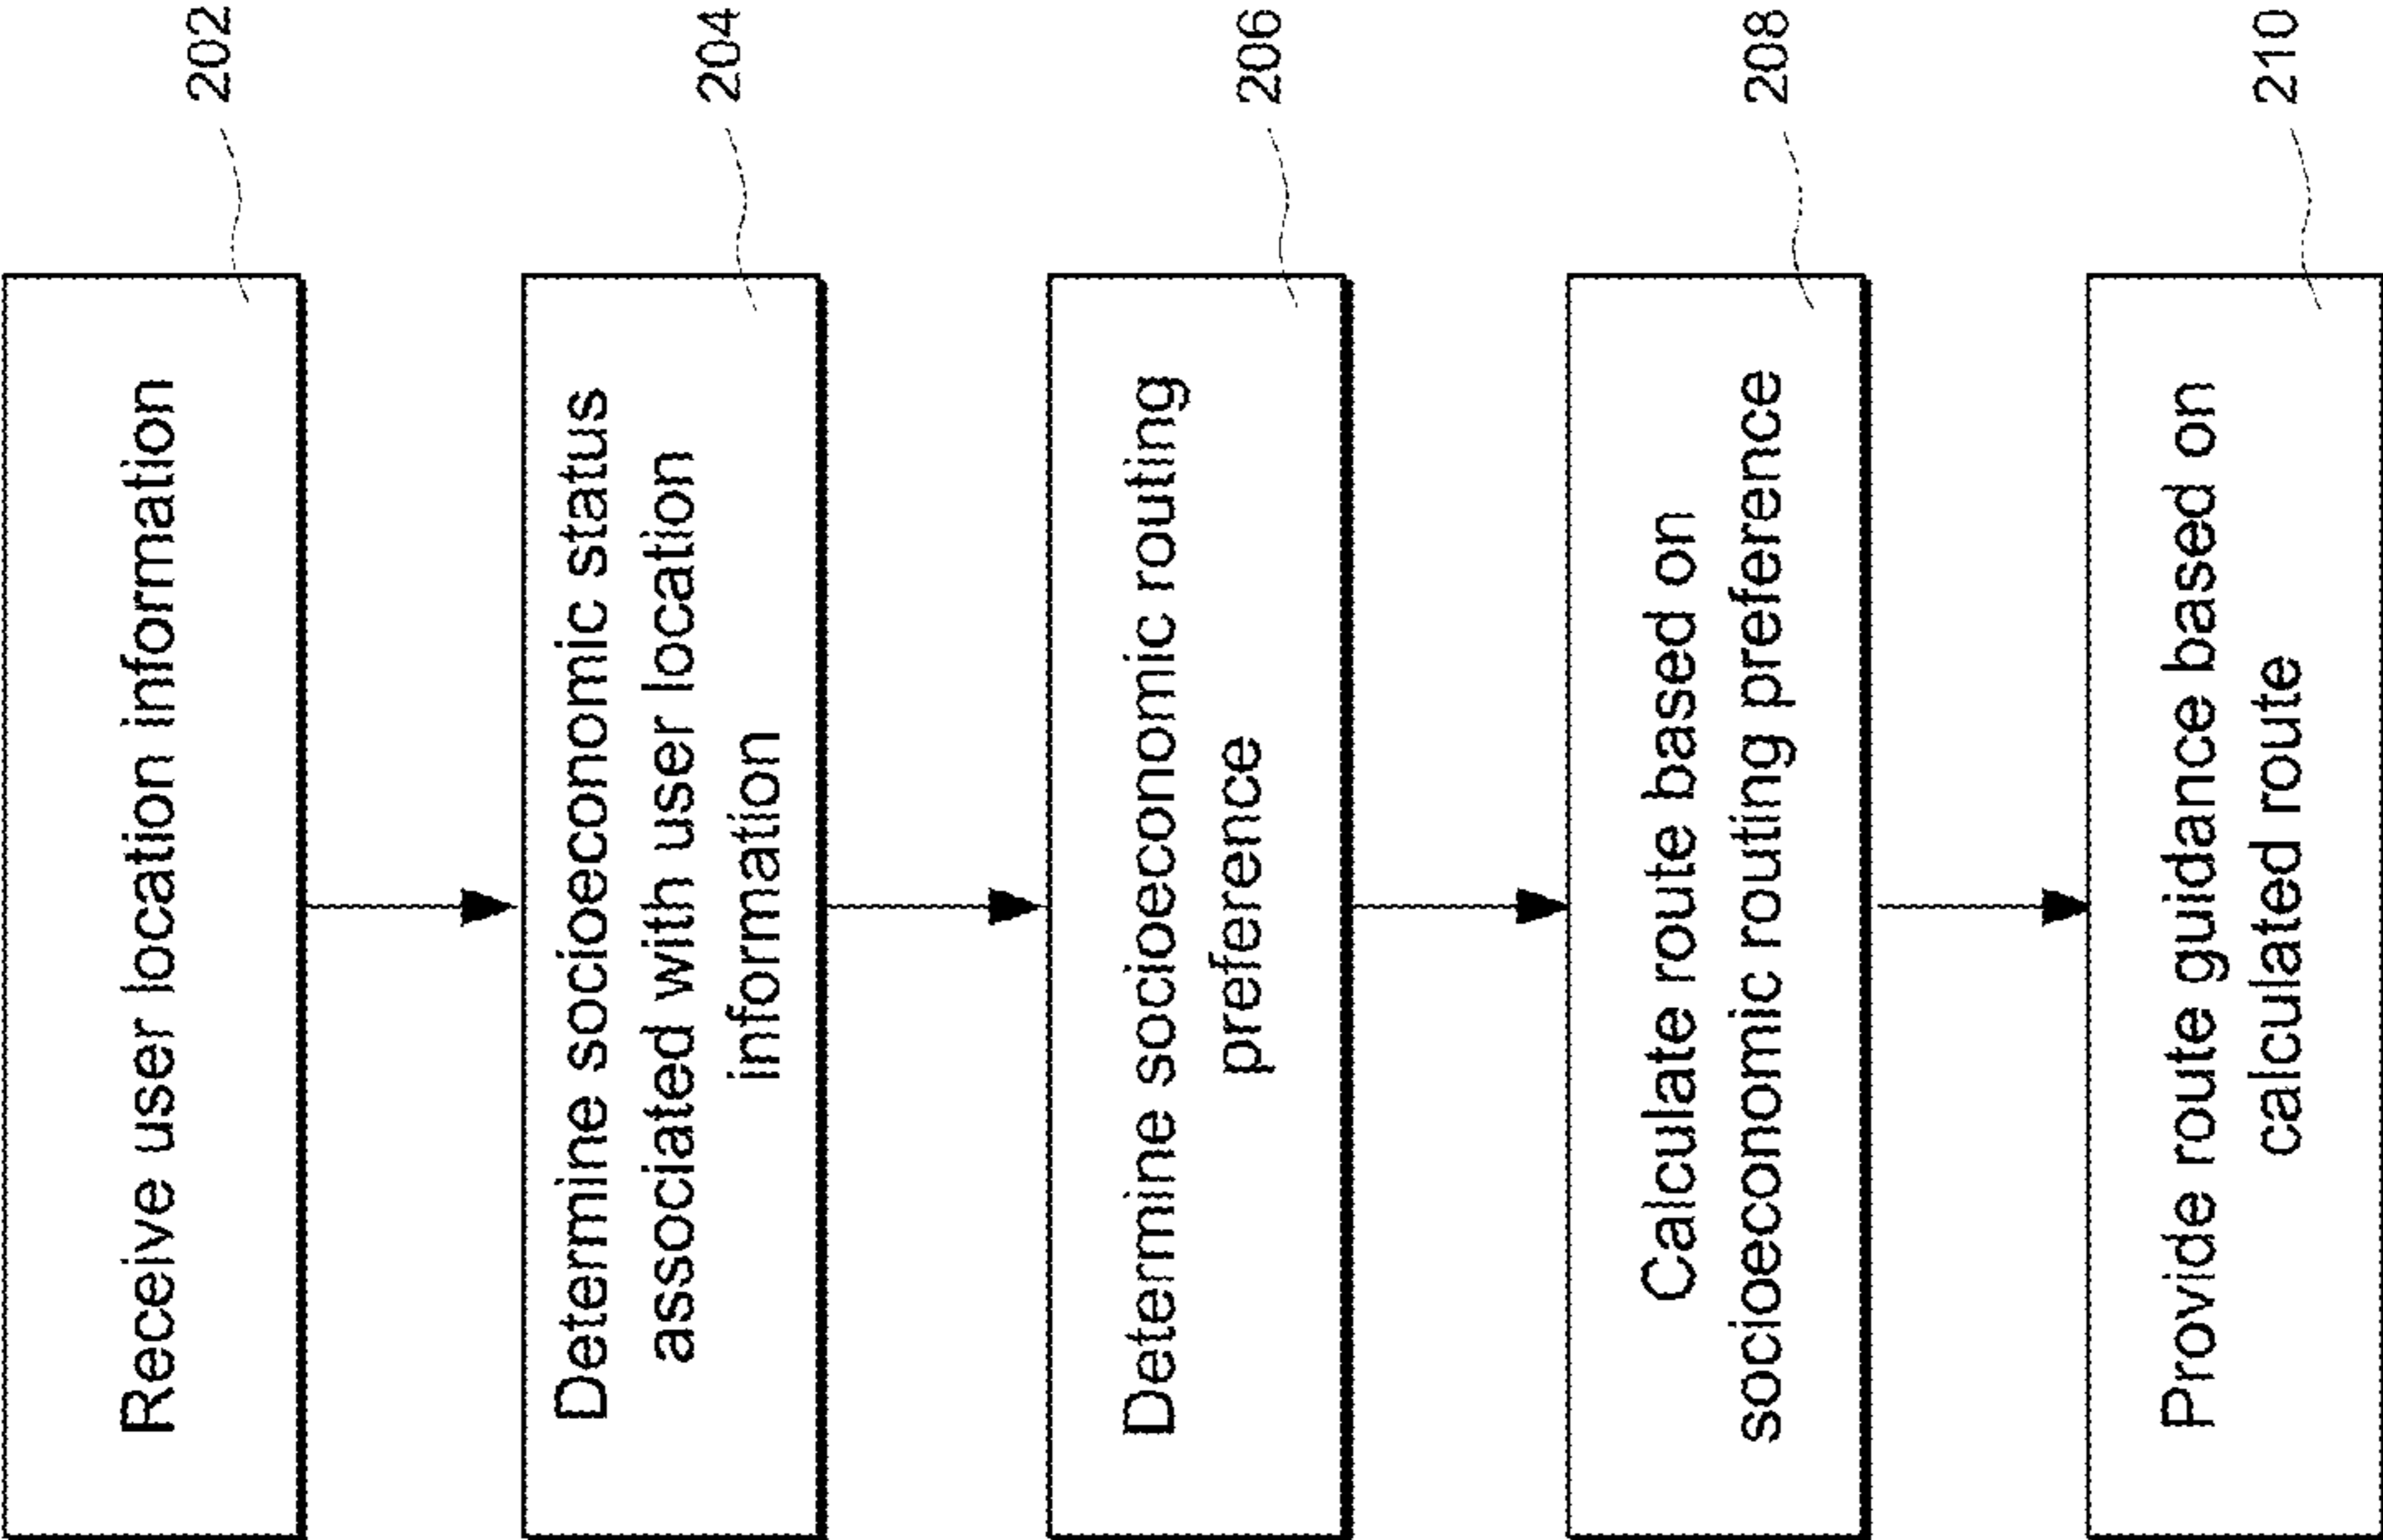 Receive user location information
202
Determine socioeconomic status
associated with user location
information
204
Determine socioeconomic routing
preference
206
Calculate route based on
socioeconomic routing preference
208
Provide route guidance based on
calculated route
210